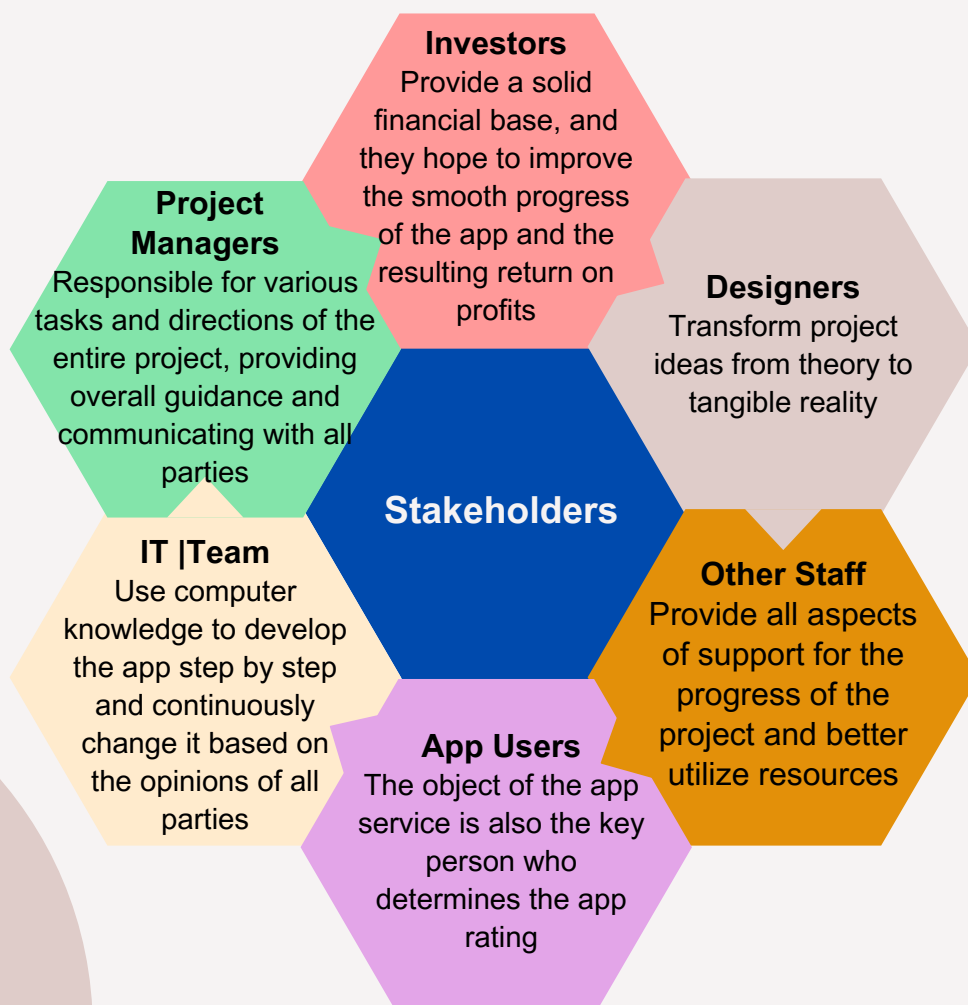 Investors
Provide a solid
financial base, and
they hope to improve
the smooth progress
of the app and the
resulting return on
profits
Project
Managers
Responsible for various
tasks and directions of the
entire project, providing
overall guidance and
communicating with all
parties
Designers
Transform project
ideas from theory to
tangible reality
Stakeholders
IT |Team
Use computer
knowledge to develop
the app step by step
and continuously
change it based on
the opinions of all
parties
Other Staff
Provide all aspects
of support for the
progress of the
project and better
utilize resources
App Users
The object of the app
service is also the key
person who
determines the app
rating